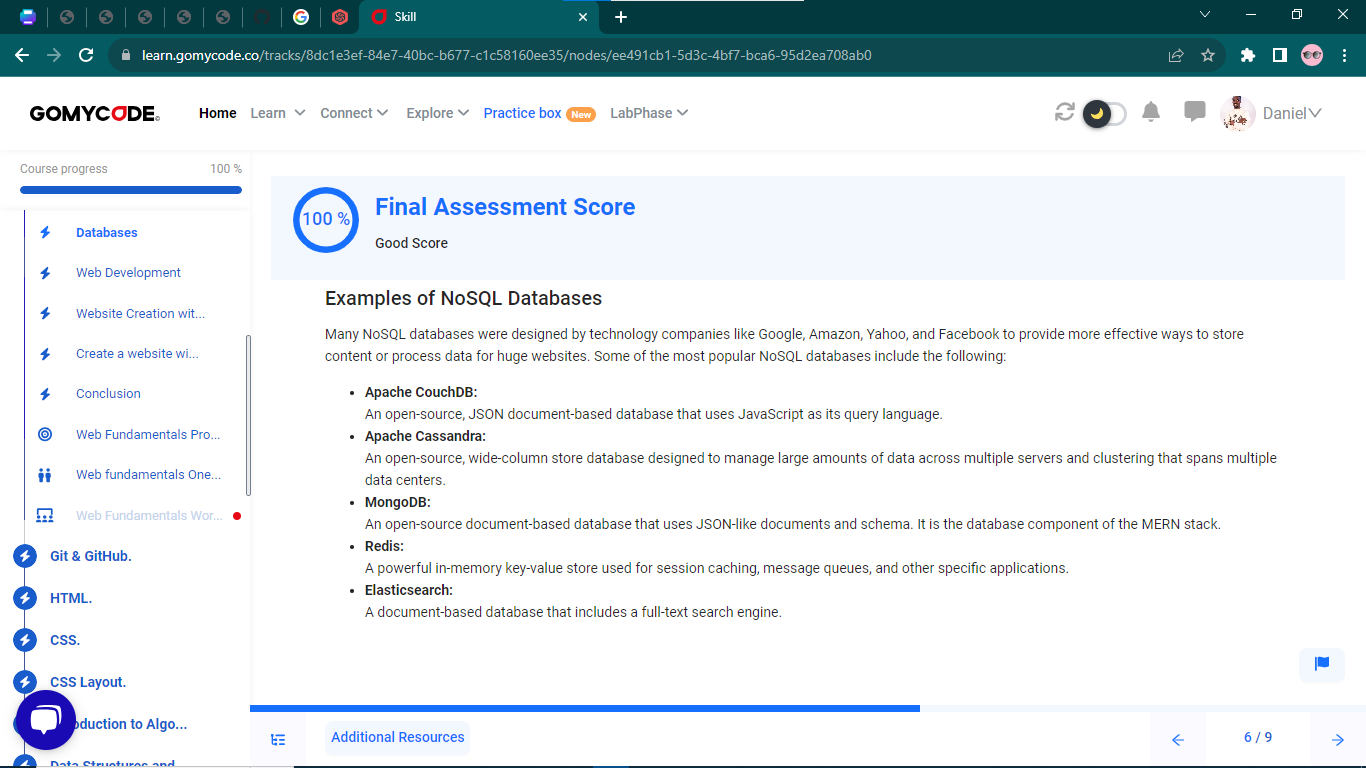 Skill
learn.gomycode.co/tracks/8dc1e3ef-84e7-40bc-b677-c1c58160ee35/nodes/ee491cb1-5d3c-4bf7-bca6-95d2ea708ab0
GOMYCODE
Home
Learn
Connect
Explore
Practice box New
LabPhase
Daniel
Course progress 100 %
Databases
Web Development
Website Creation wit...
Create a website wi...
Conclusion
Web Fundamentals Pro...
Web fundamentals One...
Web Fundamentals Wor...
Git & GitHub.
HTML.
CSS.
CSS Layout.
oduction to Algo...
Data Structures and
100 %
Final Assessment Score
Good Score
Examples of NoSQL Databases
Many NoSQL databases were designed by technology companies like Google, Amazon, Yahoo, and Facebook to provide more effective ways to store
content or process data for huge websites. Some of the most popular NoSQL databases include the following:
• Apache CouchDB:
An open-source, JSON document-based database that uses JavaScript as its query language.
• Apache Cassandra:
An open-source, wide-column store database designed to manage large amounts of data across multiple servers and clustering that spans multiple
data centers.
• MongoDB:
An open-source document-based database that uses JSON-like documents and schema. It is the database component of the MERN stack.
• Redis:
A powerful in-memory key-value store used for session caching, message queues, and other specific applications.
• Elasticsearch:
A document-based database that includes a full-text search engine.
Additional Resources
6 / 9